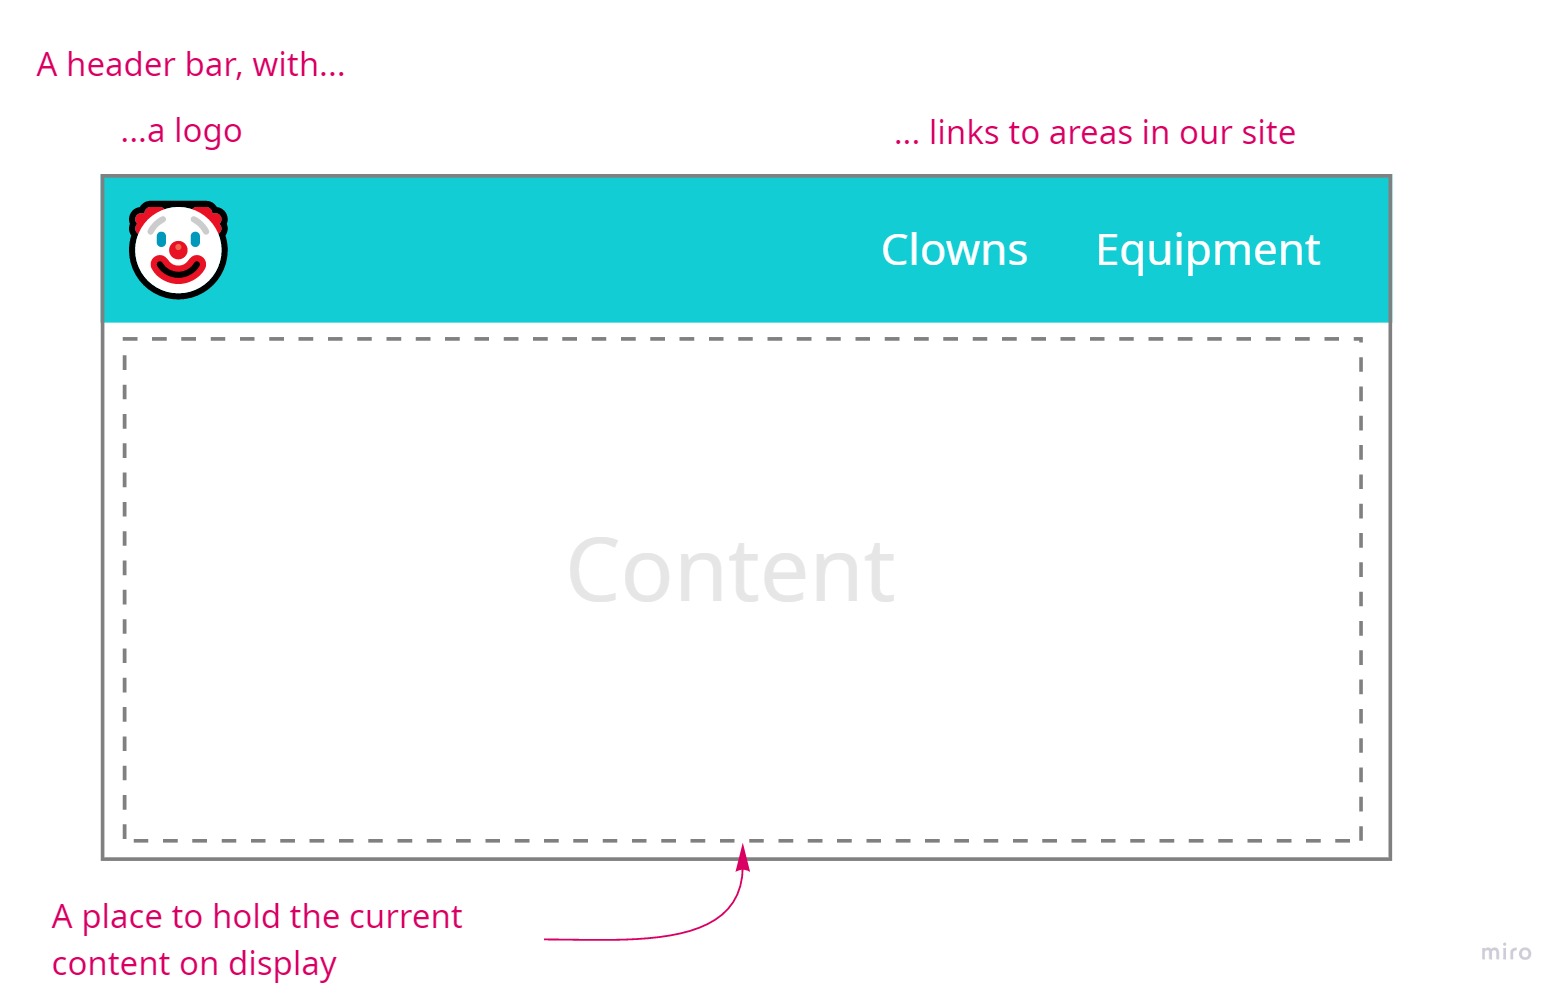 A header bar, with...
...a logo
... links to areas in our site
Clowns
Equipment
Content
A place to hold the current
content on display
miro